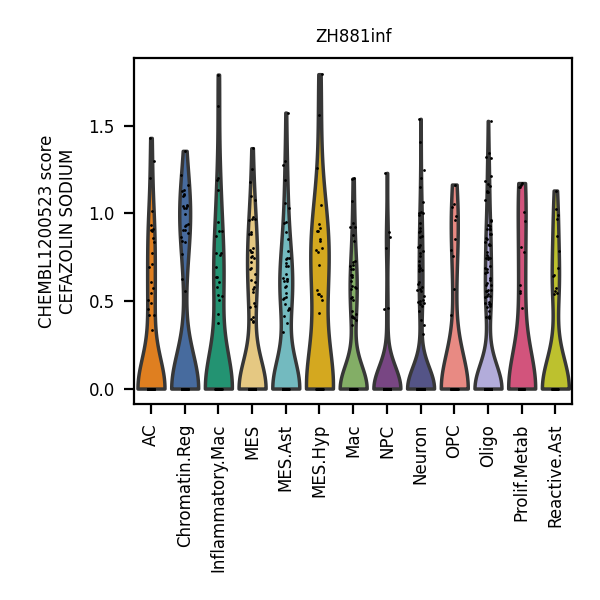 ZH881inf
CHEMBL1200523 score
CEFAZOLIN SODIUM
1.5
1.0
0.5
0.0
AC
Chromatin.Reg
Inflammatory.Mac
MES
MES.Ast
MES.Hyp
Mac
NPC
Neuron
OPC
Oligo
Prolif.Metab
Reactive.Ast